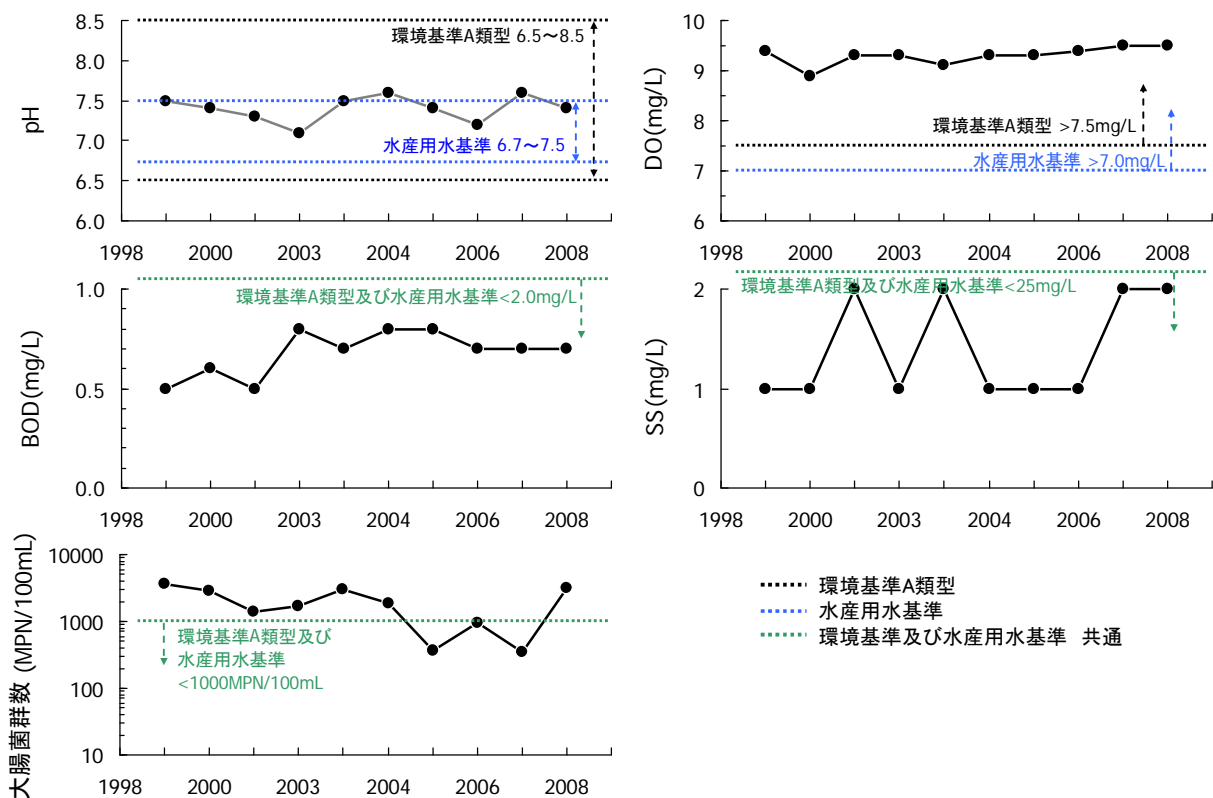 pH
8.5
8.0
7.5
7.0
6.5
6.0
環境基準A類型 6.5～8.5
水産用水基準 6.7～7.5
1998 2000 2003 2004 2006 2008
DO(mg/L)
10
9
8
7
6
環境基準A類型 >7.5mg/L
水産用水基準 >7.0mg/L
1998 2000 2003 2004 2006 2008
BOD(mg/L)
1.0
0.5
0.0
環境基準A類型及び水産用水基準<2.0mg/L
1998 2000 2003 2004 2006 2008
SS(mg/L)
2
1
0
環境基準A類型及び水産用水基準<25mg/L
1998 2000 2003 2004 2006 2008
大腸菌群数 (MPN/100mL)
10000
1000
100
10
環境基準A類型及び
水産用水基準
<1000MPN/100mL
1998 2000 2003 2004 2006 2008
環境基準A類型
水産用水基準
環境基準及び水産用水基準 共通